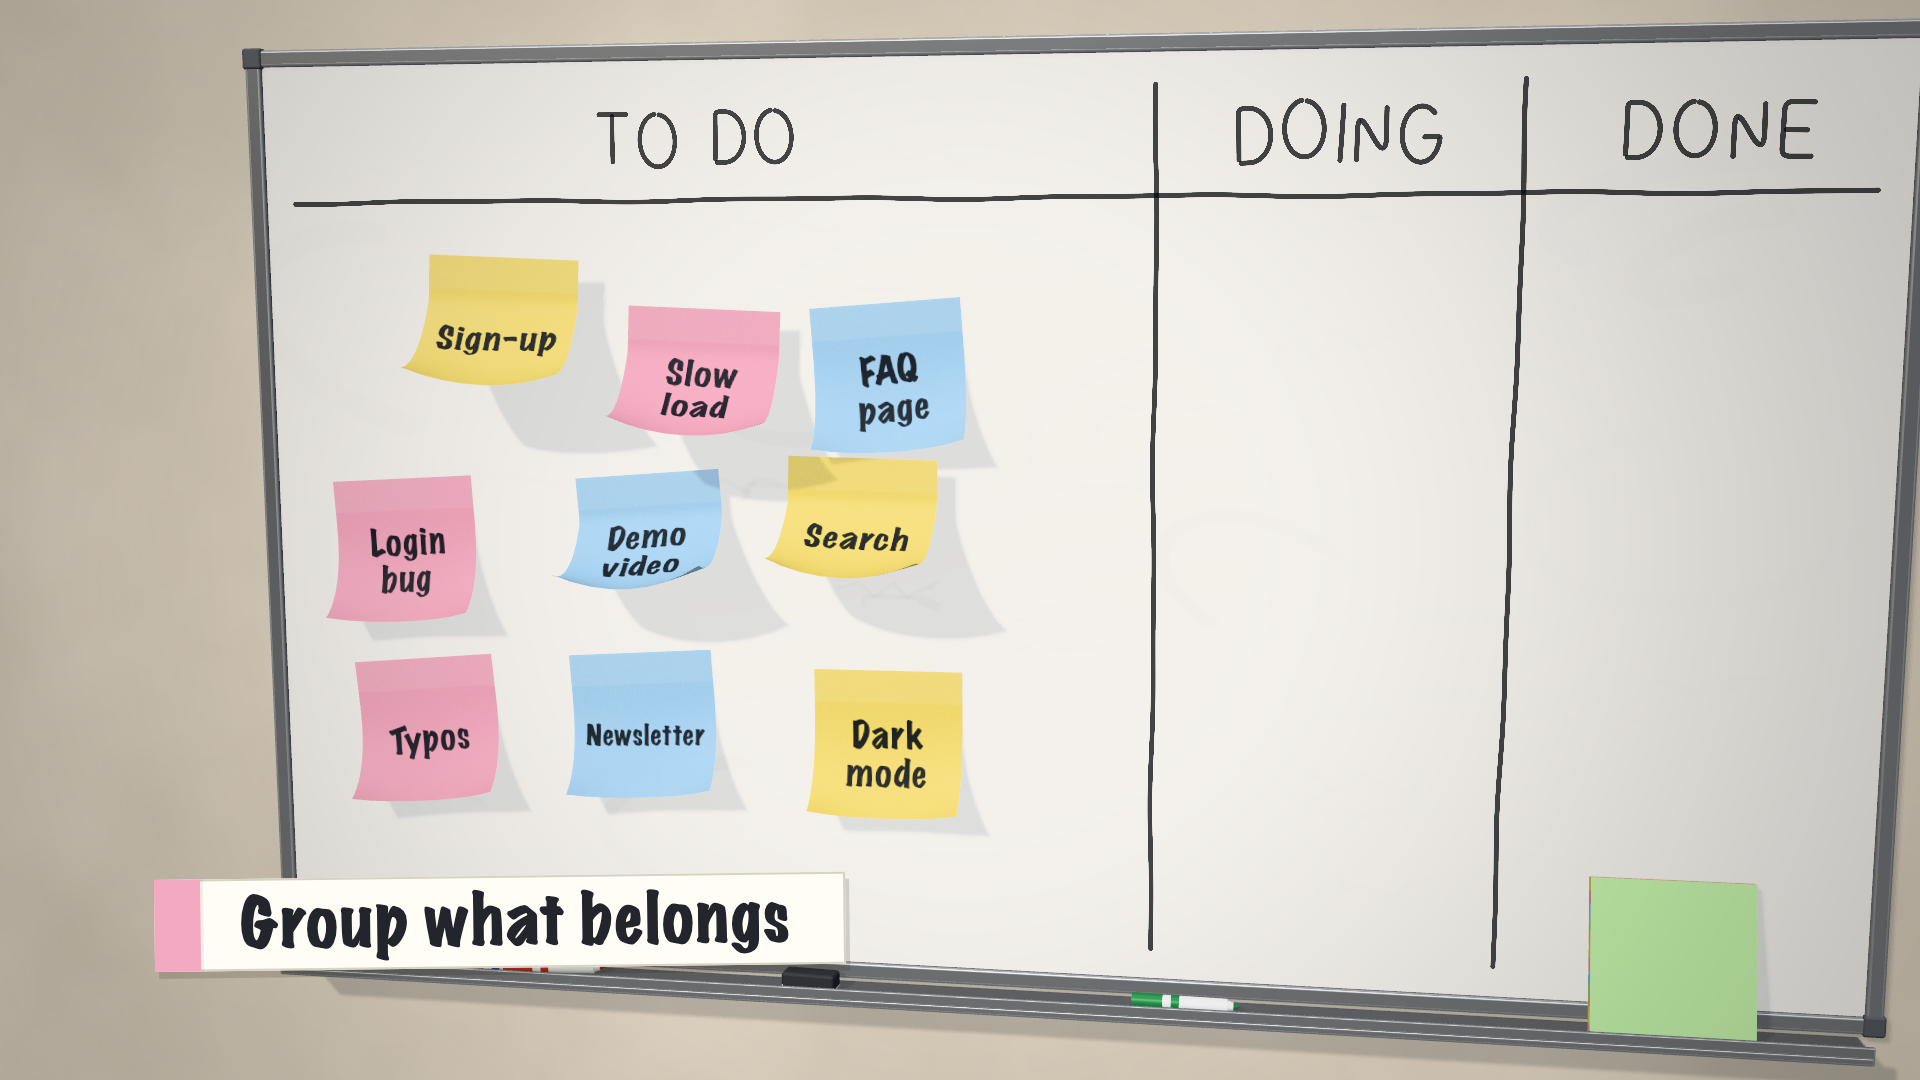 TO DO
DOING
DONE
Sign-up
Slow
load
FAQ
page
Login
bug
Demo
video
Search
Typos
Newsletter
Dark
mode
Group what belongs